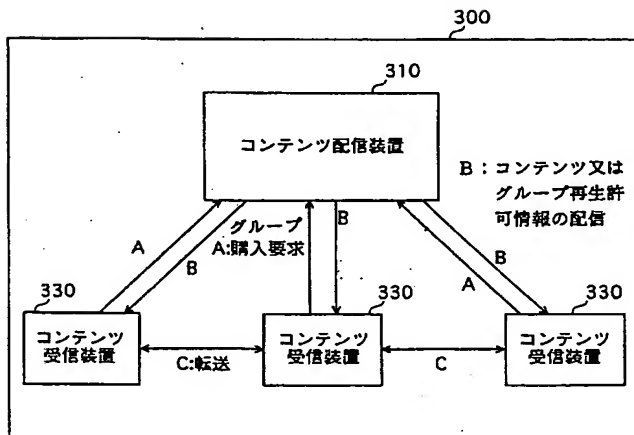 300
310
コンテンツ配信装置
B：コンテンツ又は
グループ再生許
可情報の配信
グループ
A:購入要求
A
B
B
A
B
330
330
330
コンテンツ
受信装置
コンテンツ
受信装置
コンテンツ
受信装置
C:転送
C